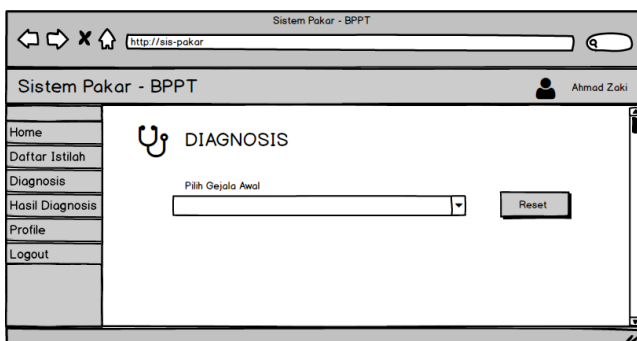 Sistem Pakar - BPPT
http://sis-pakar
Sistem Pakar - BPPT
Ahmad Zaki
Home
Daftar Istilah
Diagnosis
Hasil Diagnosis
Profile
Logout
DIAGNOSIS
Pilih Gejala Awal
Reset